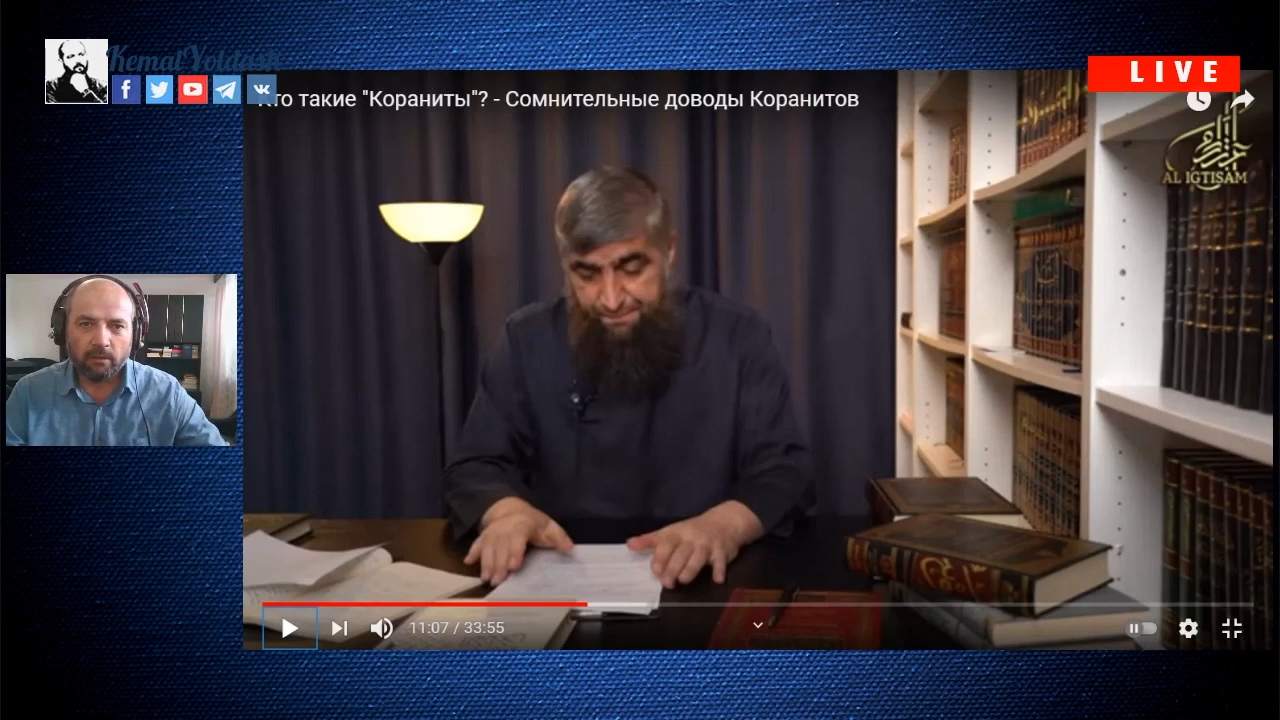 Kemal Yoldash
LIVE
Кто такие "Кораниты"? - Сомнительные доводы Коранитов
AL IGTISAM
11:07 / 33:55